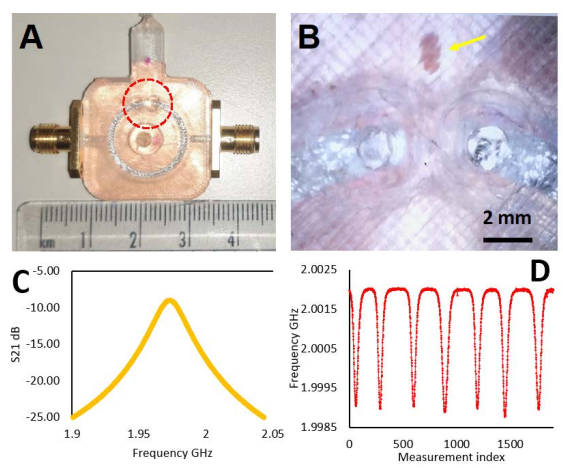 A
B
km 1 2 3 4
2 mm
C
-5.00
-10.00
-15.00
-20.00
-25.00
S21 dB
1.9 1.95 2 2.05
Frequency GHz
D
2.0025
2.0015
2.0005
1.9995
1.9985
Frequency GHz
0 500 1000 1500
Measurement index